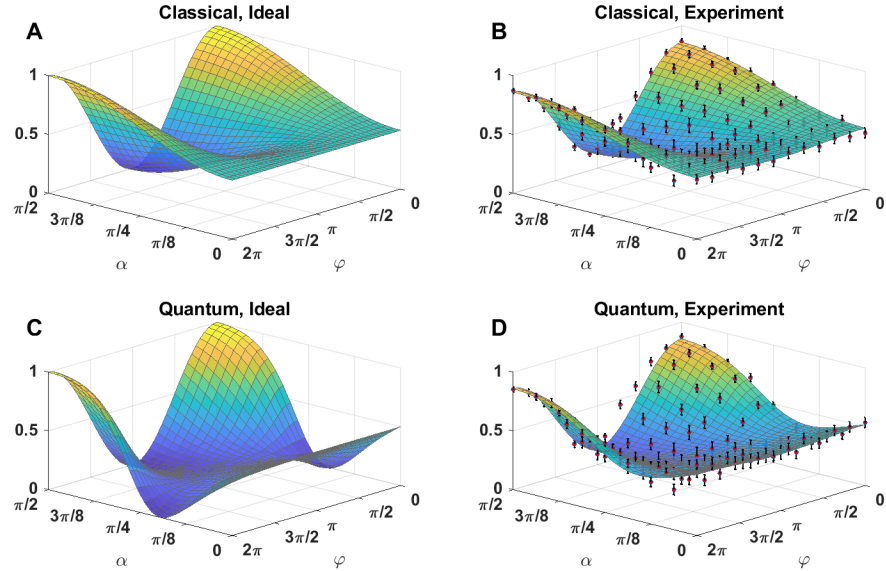 A
Classical, Ideal
1
0.5
0
π/2
3π/8
π/4
π/8
0
α
2π
3π/2
π
π/2
0
φ
B
Classical, Experiment
1
0.5
0
π/2
3π/8
π/4
π/8
0
α
2π
3π/2
π
π/2
0
φ
C
Quantum, Ideal
1
0.5
0
π/2
3π/8
π/4
π/8
0
α
2π
3π/2
π
π/2
0
φ
D
Quantum, Experiment
1
0.5
0
π/2
3π/8
π/4
π/8
0
α
2π
3π/2
π
π/2
0
φ